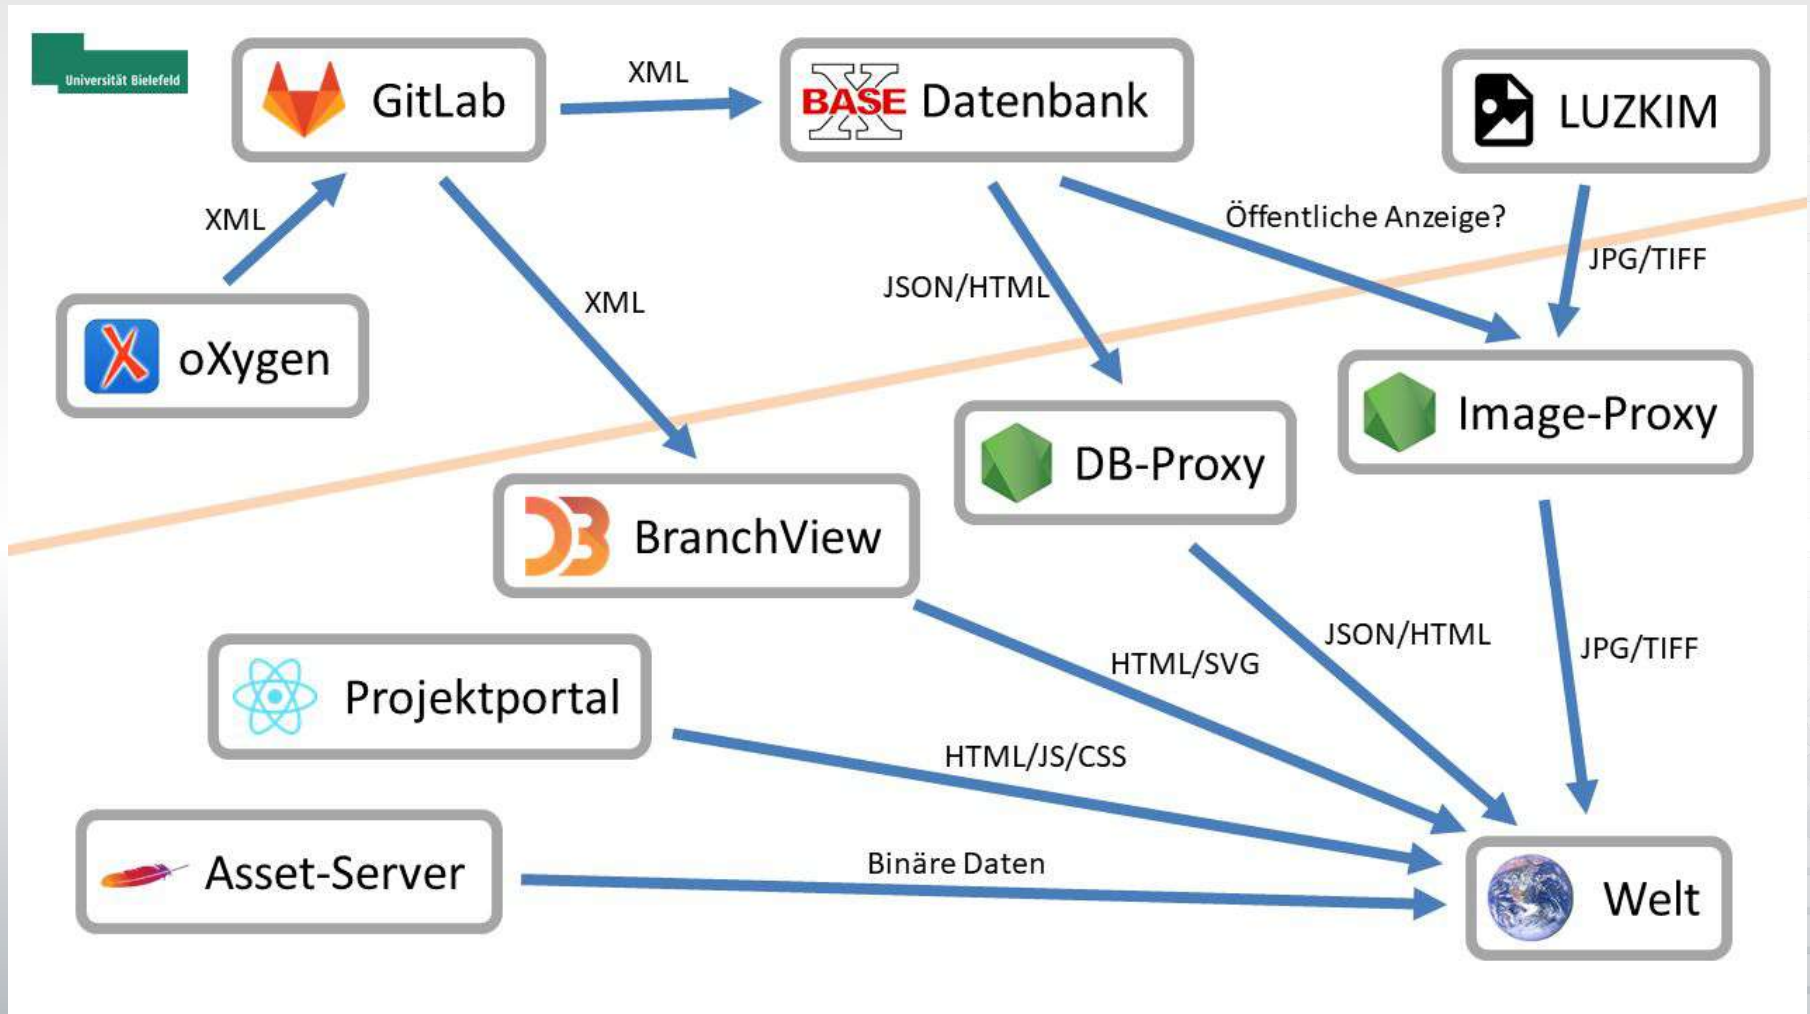 Universität Bielefeld
GitLab
XML
X
BASE
Datenbank
LUZKIM
XML
Öffentliche Anzeige?
JPG/TIFF
JSON/HTML
XML
X
oXygen
Image-Proxy
DB-Proxy
D3
BranchView
JSON/HTML
JPG/TIFF
HTML/SVG
Projektportal
HTML/JS/CSS
Asset-Server
Binäre Daten
Welt